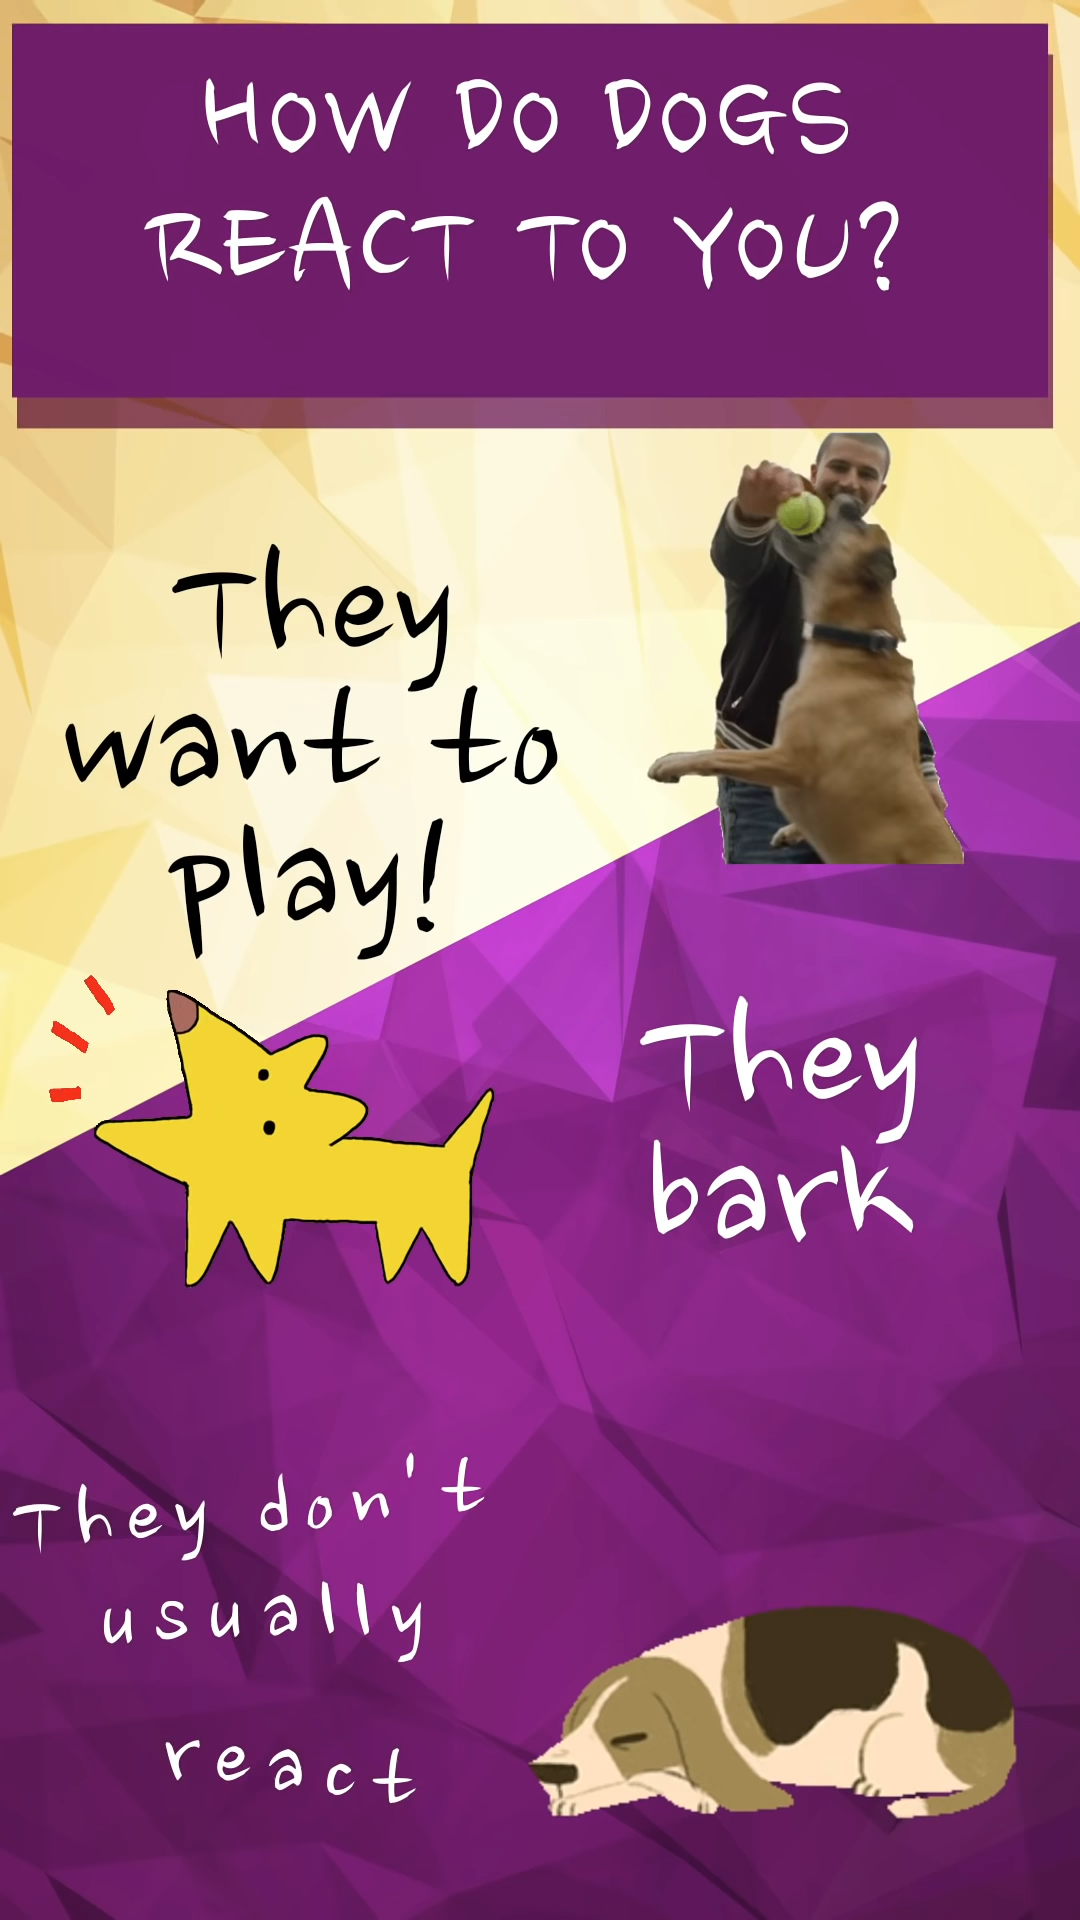 HOW DO DOGS
REACT TO YOU?
They
want to
play!
They
bark
They don't
usually
react